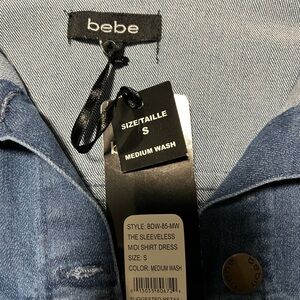 bebe
SIZE/TAILLE
S
MEDIUM WASH
STYLE: BDW-85-MW
THE SLEEVELESS
MIDI SHIRT DRESS
SIZE: S
COLOR: MEDIUM WASH